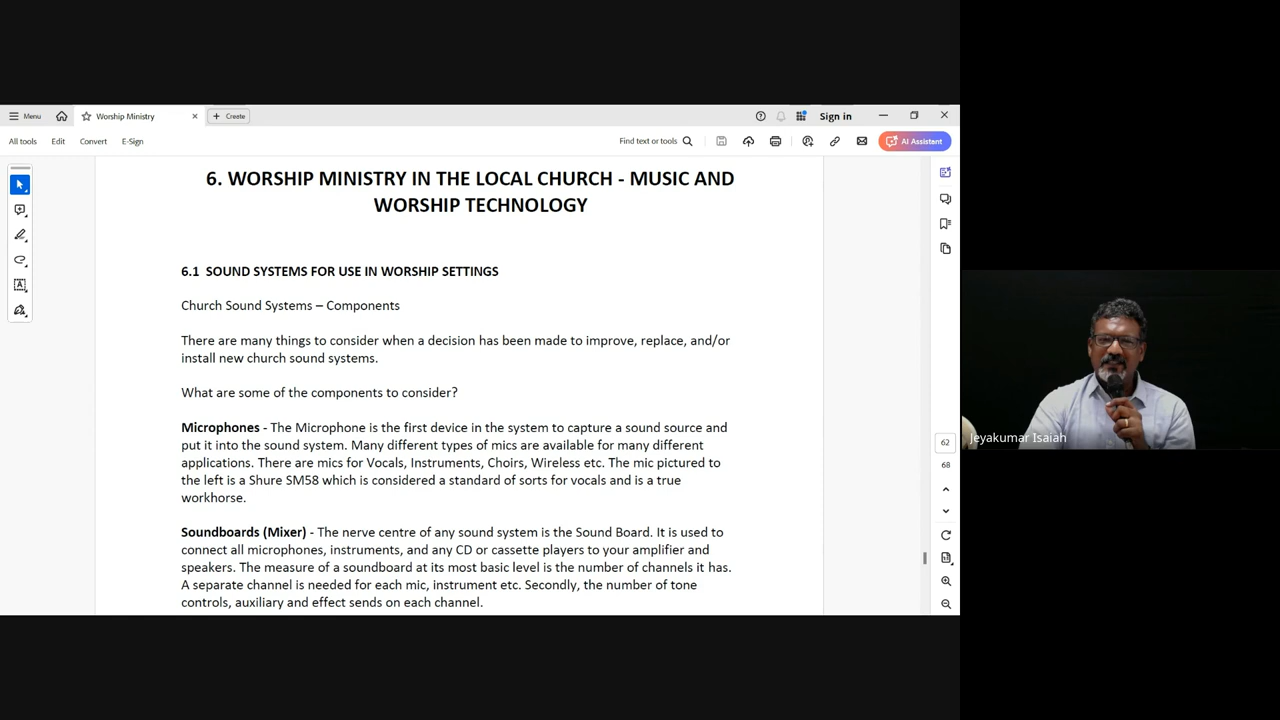 Menu
Worship Ministry
Create
Sign in
All tools
Edit
Convert
E-Sign
Find text or tools
AI Assistant
6. WORSHIP MINISTRY IN THE LOCAL CHURCH - MUSIC AND
WORSHIP TECHNOLOGY
6.1 SOUND SYSTEMS FOR USE IN WORSHIP SETTINGS
Church Sound Systems – Components
There are many things to consider when a decision has been made to improve, replace, and/or
install new church sound systems.
What are some of the components to consider?
Microphones - The Microphone is the first device in the system to capture a sound source and
put it into the sound system. Many different types of mics are available for many different
applications. There are mics for Vocals, Instruments, Choirs, Wireless etc. The mic pictured to
the left is a Shure SM58 which is considered a standard of sorts for vocals and is a true
workhorse.
Soundboards (Mixer) - The nerve centre of any sound system is the Sound Board. It is used to
connect all microphones, instruments, and any CD or cassette players to your amplifier and
speakers. The measure of a soundboard at its most basic level is the number of channels it has.
A separate channel is needed for each mic, instrument etc. Secondly, the number of tone
controls, auxiliary and effect sends on each channel.
62
68
Jeyakumar Isaiah